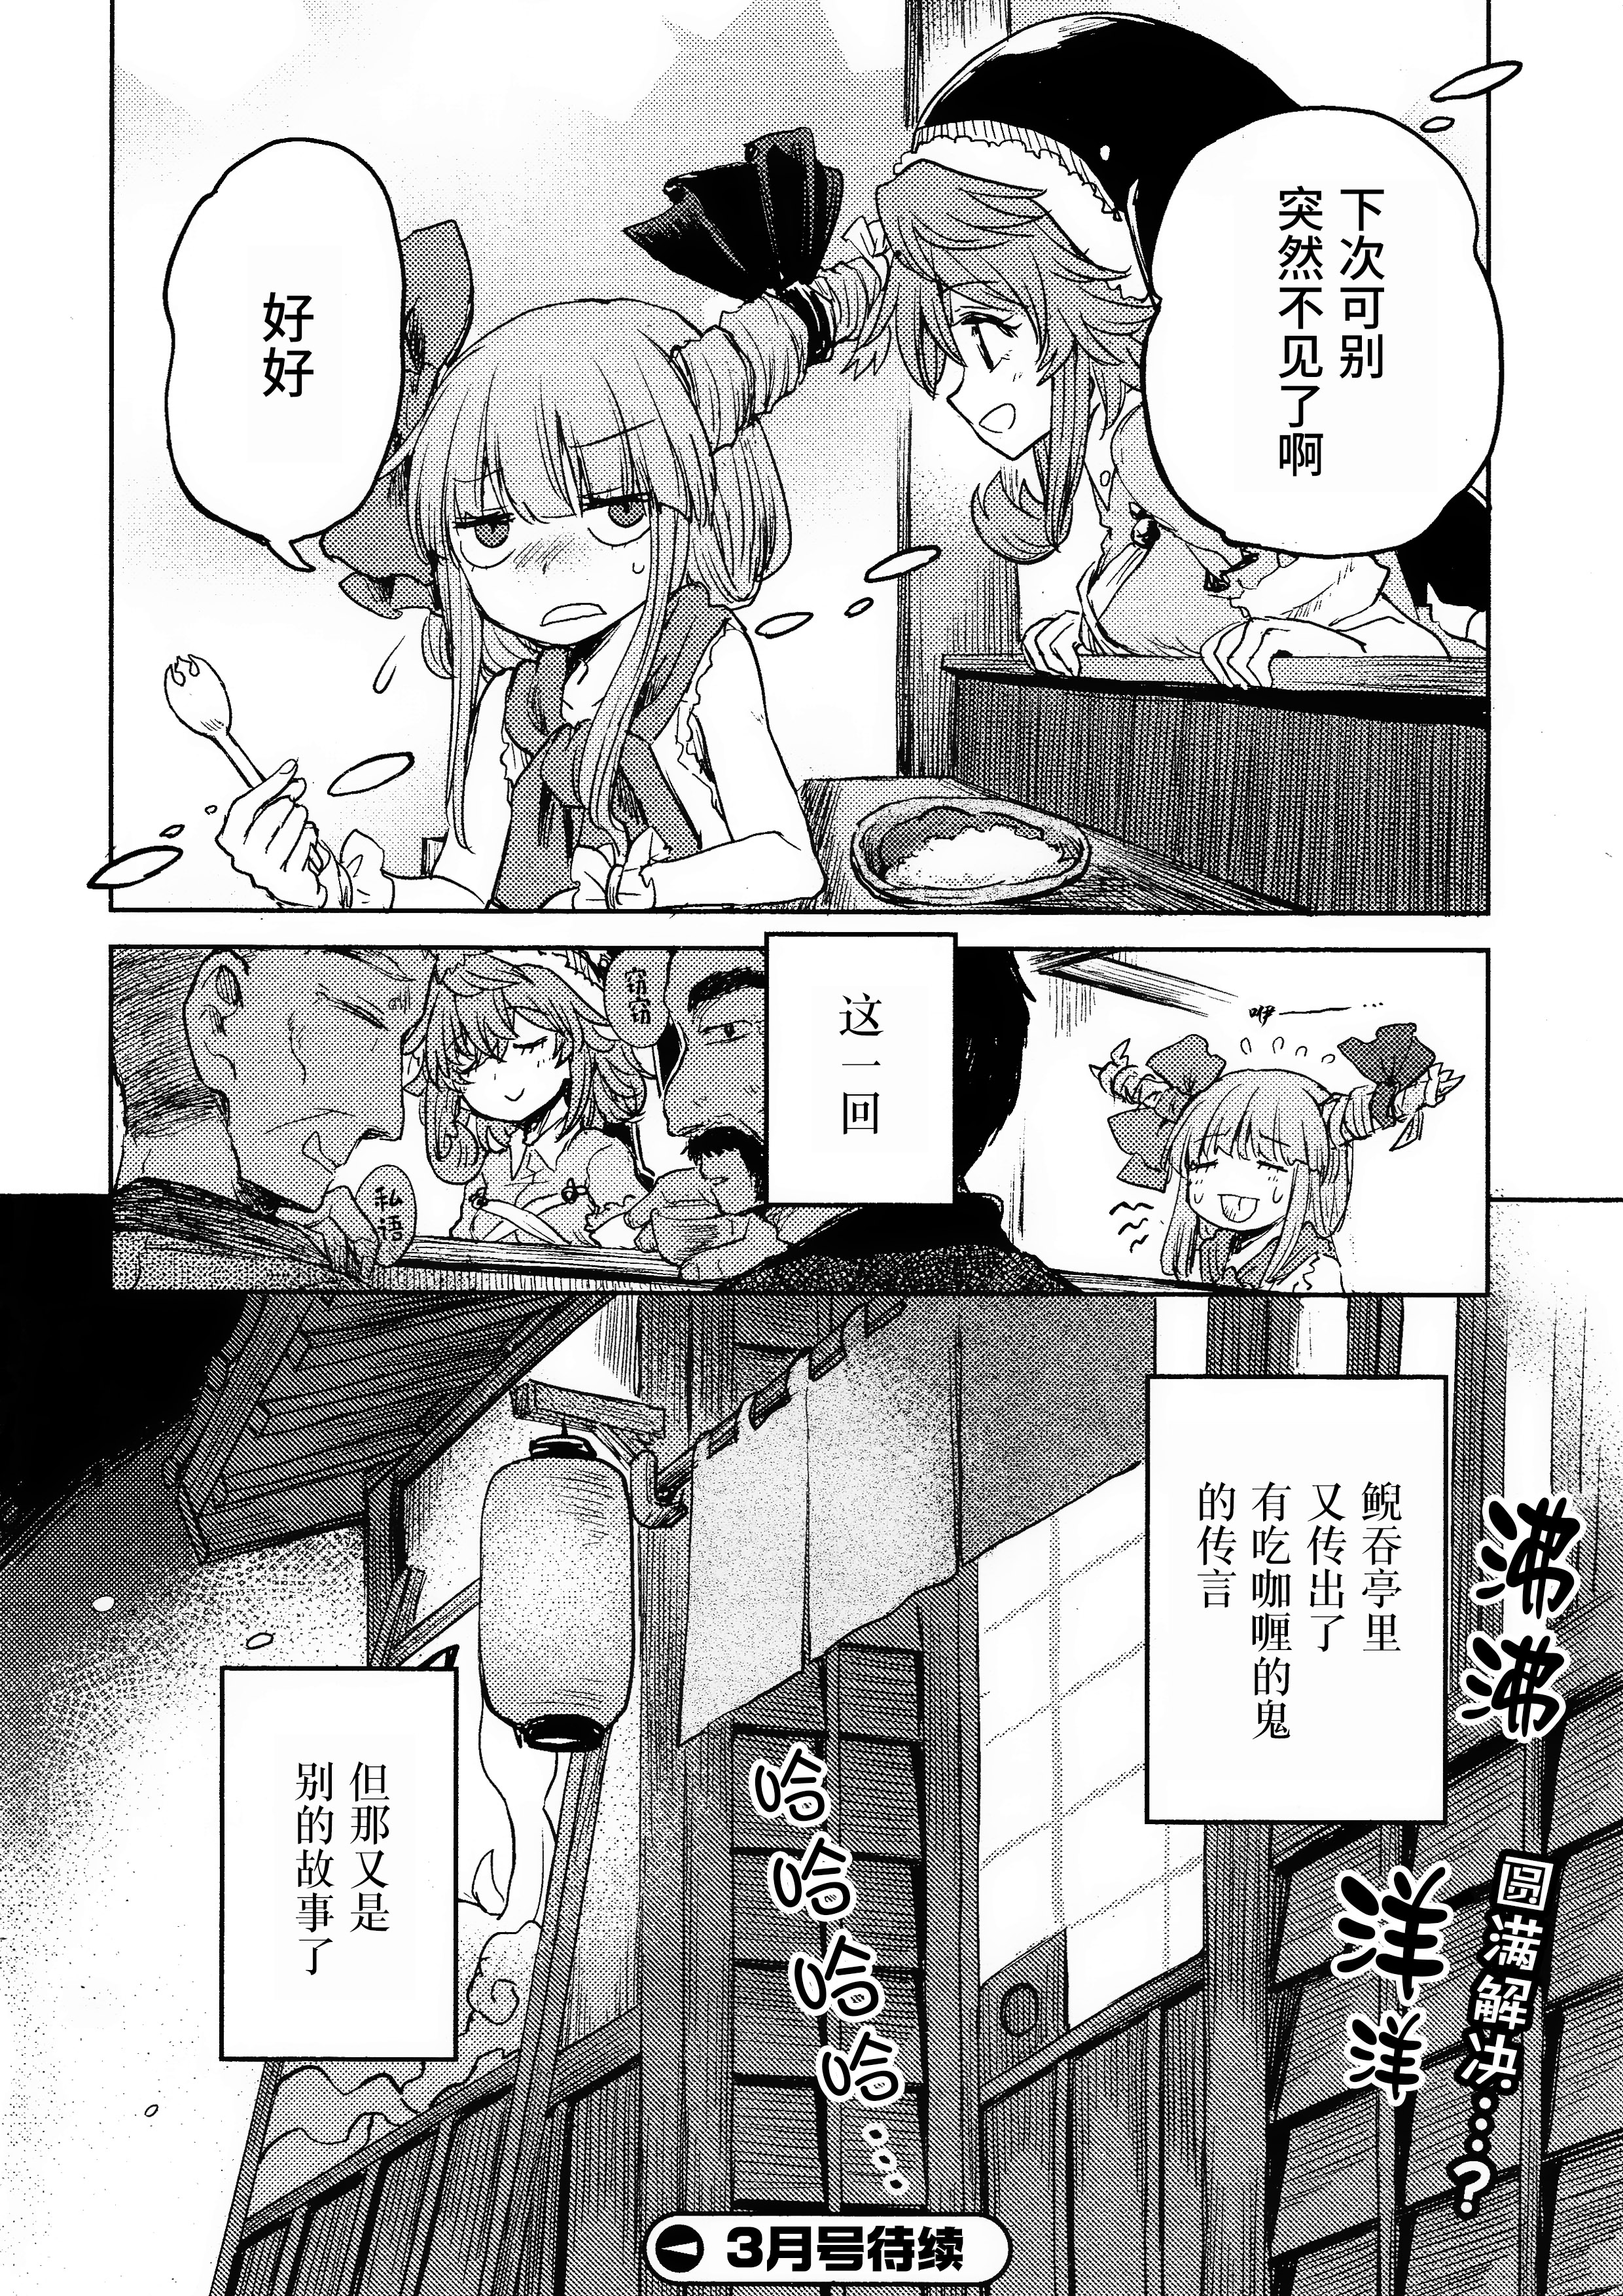 下次可别
突然不见了啊
好好
咿——…
这一回
窃窃
私语
鲵吞亭里
又传出了
有吃咖喱的鬼
的传言
沸沸
洋洋
哈哈哈哈…
但那又是
别的故事了
圆满解决……?
3月号待续